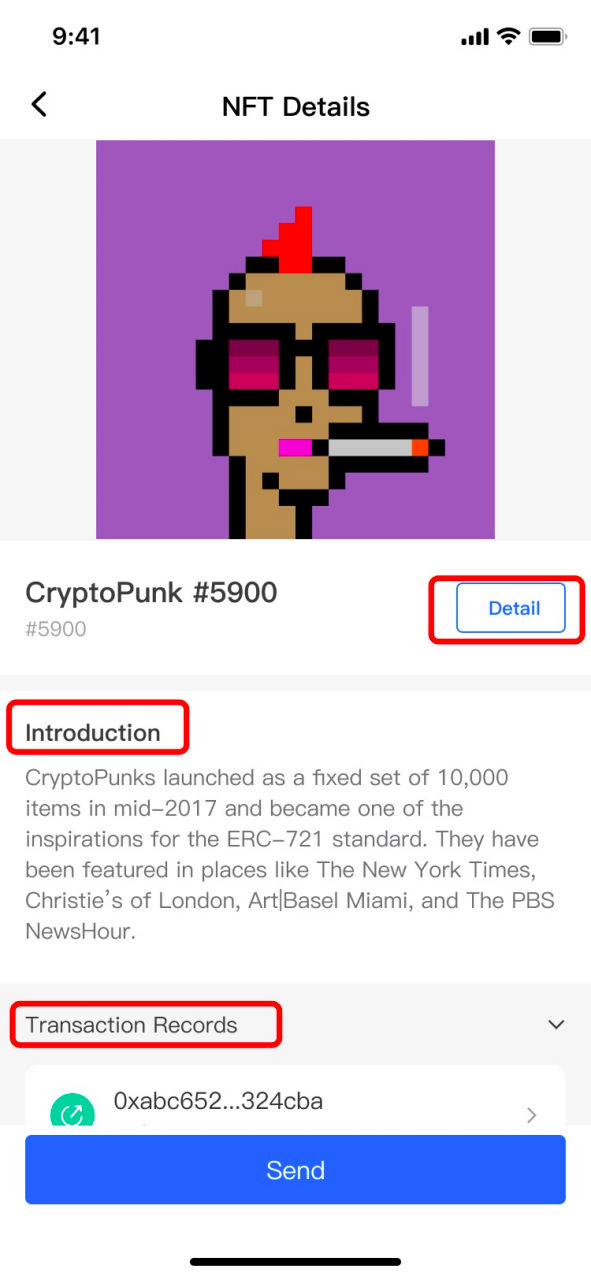 9:41
NFT Details
CryptoPunk #5900
#5900
Detail
Introduction
CryptoPunks launched as a fixed set of 10,000
items in mid-2017 and became one of the
inspirations for the ERC-721 standard. They have
been featured in places like The New York Times,
Christie's of London, Art|Basel Miami, and The PBS
NewsHour.
Transaction Records
0xabc652...324cba
Send